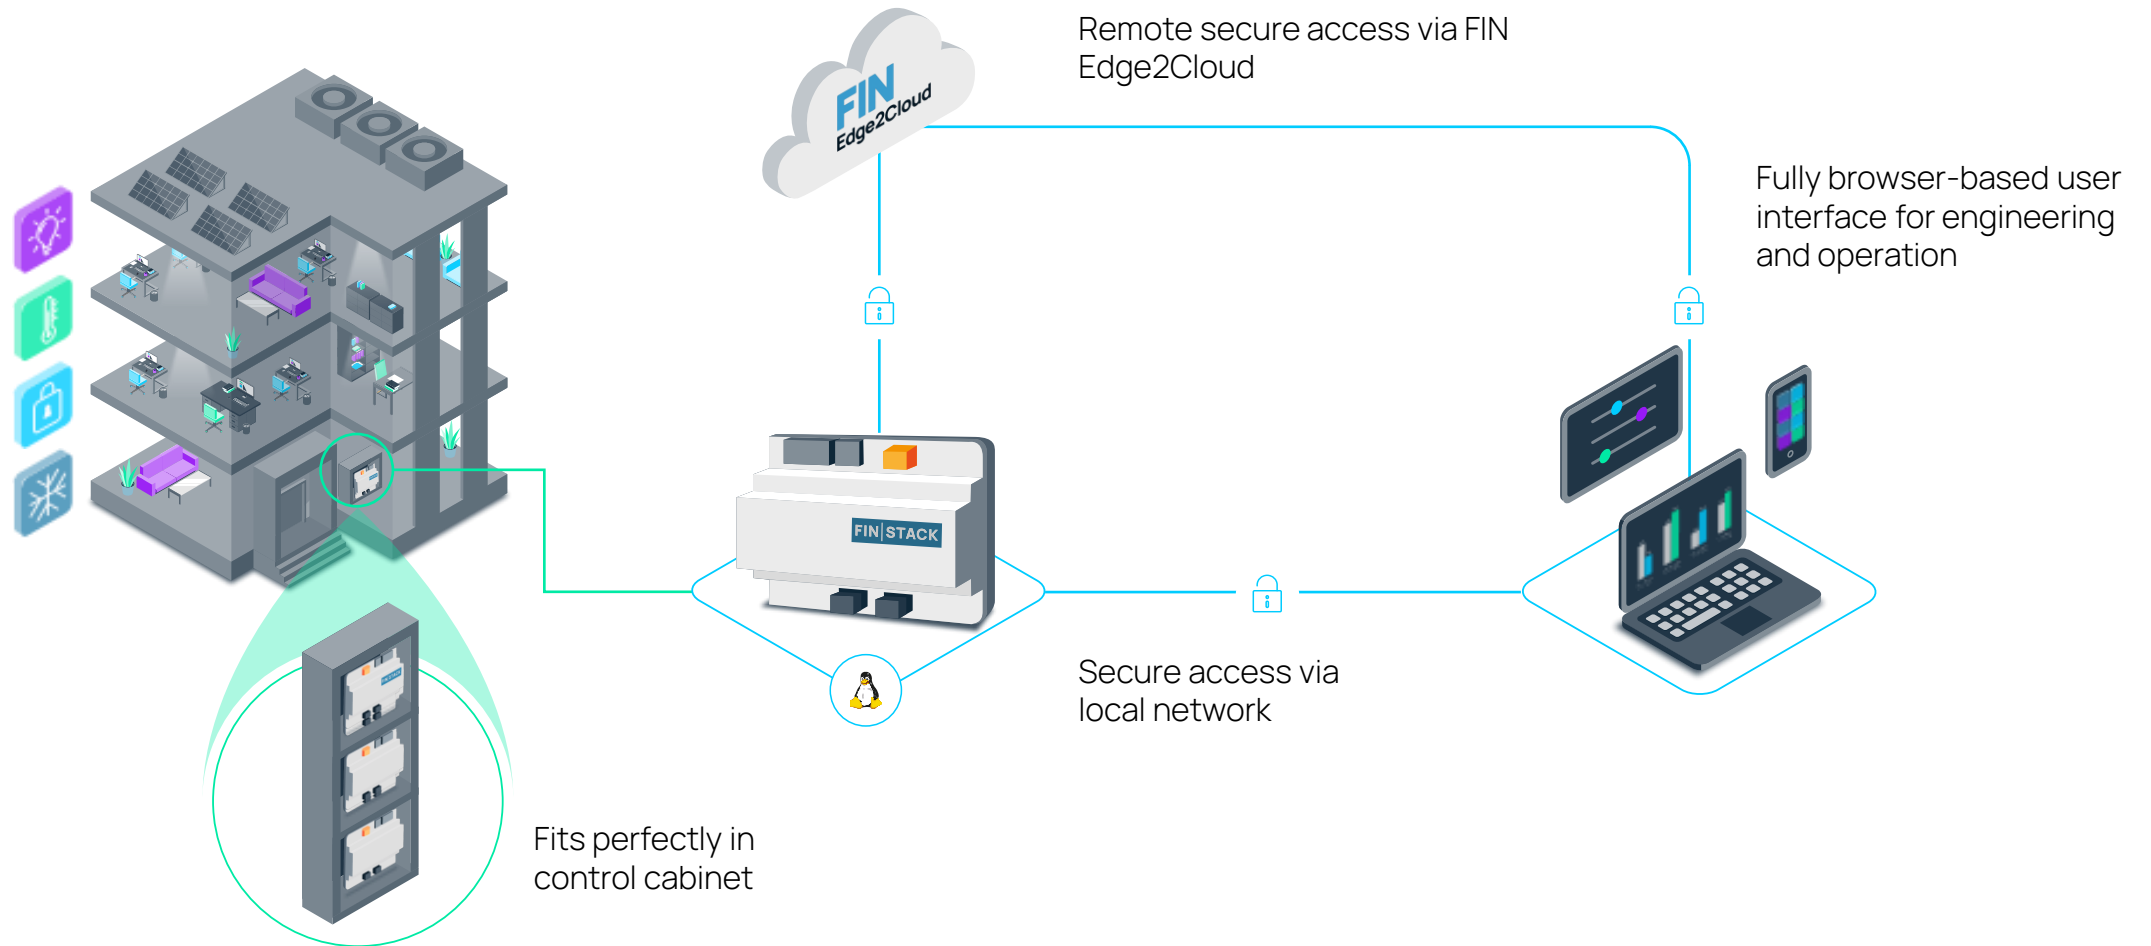 Remote secure access via FIN
Edge2Cloud
FIN
Edge2Cloud
Fully browser-based user
interface for engineering
and operation
FIN|STACK
Secure access via
local network
FINSTACK
Fits perfectly in
control cabinet